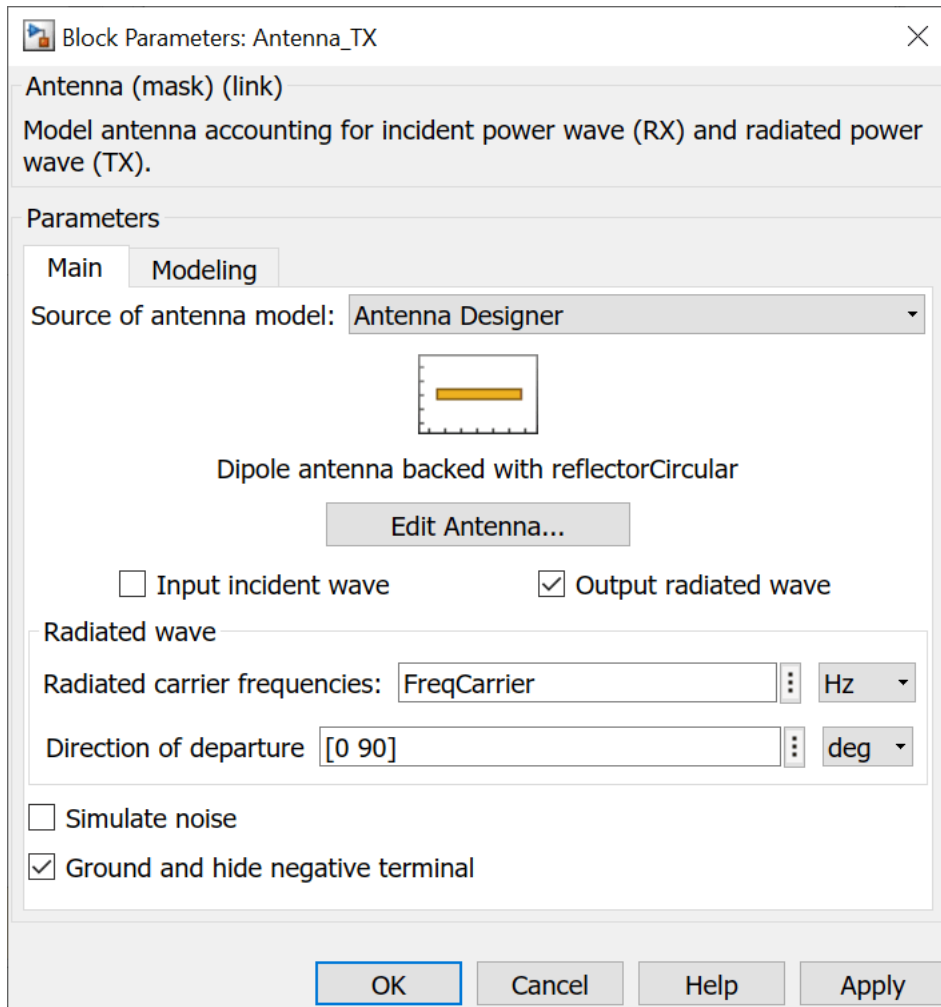 Block Parameters: Antenna_TX
Antenna (mask) (link)
Model antenna accounting for incident power wave (RX) and radiated power
wave (TX).
Parameters
Main Modeling
Source of antenna model: Antenna Designer
Dipole antenna backed with reflectorCircular
Edit Antenna...
Input incident wave Output radiated wave
Radiated wave
Radiated carrier frequencies: FreqCarrier Hz
Direction of departure [0 90] deg
Simulate noise
Ground and hide negative terminal
OK Cancel Help Apply